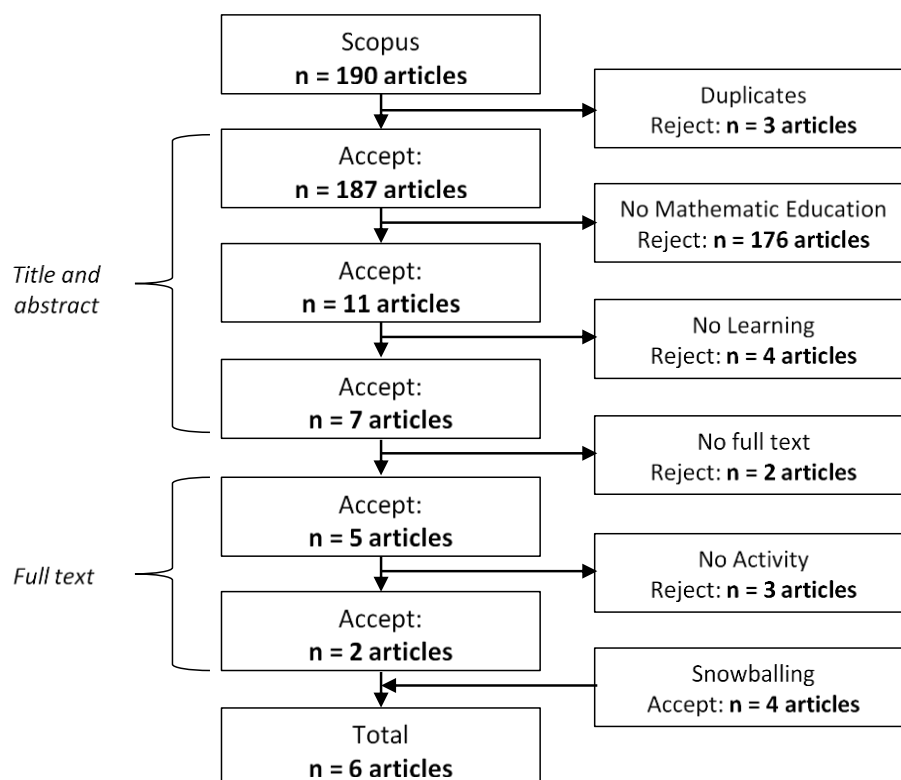 Scopus
n = 190 articles
Duplicates
Reject: n = 3 articles
Accept:
n = 187 articles
No Mathematic Education
Reject: n = 176 articles
Title and
abstract
Accept:
n = 11 articles
No Learning
Reject: n = 4 articles
Accept:
n = 7 articles
No full text
Reject: n = 2 articles
Accept:
n = 5 articles
Full text
No Activity
Reject: n = 3 articles
Accept:
n = 2 articles
Snowballing
Accept: n = 4 articles
Total
n = 6 articles